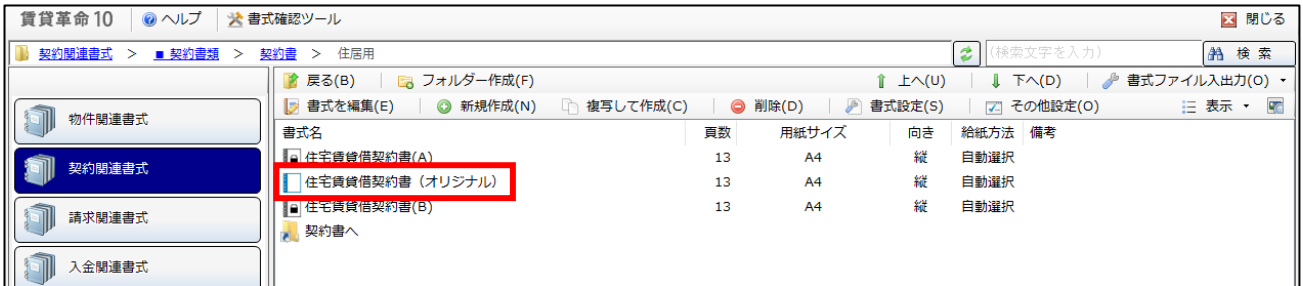 賃貸革命10 ヘルプ 書式確認ツール 閉じる
契約関連書式 > ■ 契約書類 > 契約書 > 住居用 (検索文字を入力) 検索
戻る(B) フォルダー作成(F) 上へ(U) 下へ(D) 書式ファイル入出力(O)
書式を編集(E) 新規作成(N) 複写して作成(C) 削除(D) 書式設定(S) その他設定(O) 表示
物件関連書式
契約関連書式
請求関連書式
入金関連書式
書式名 頁数 用紙サイズ 向き 給紙方法 備考
住宅賃貸借契約書(A) 13 A4 縦 自動選択
住宅賃貸借契約書（オリジナル） 13 A4 縦 自動選択
住宅賃貸借契約書(B) 13 A4 縦 自動選択
契約書へ